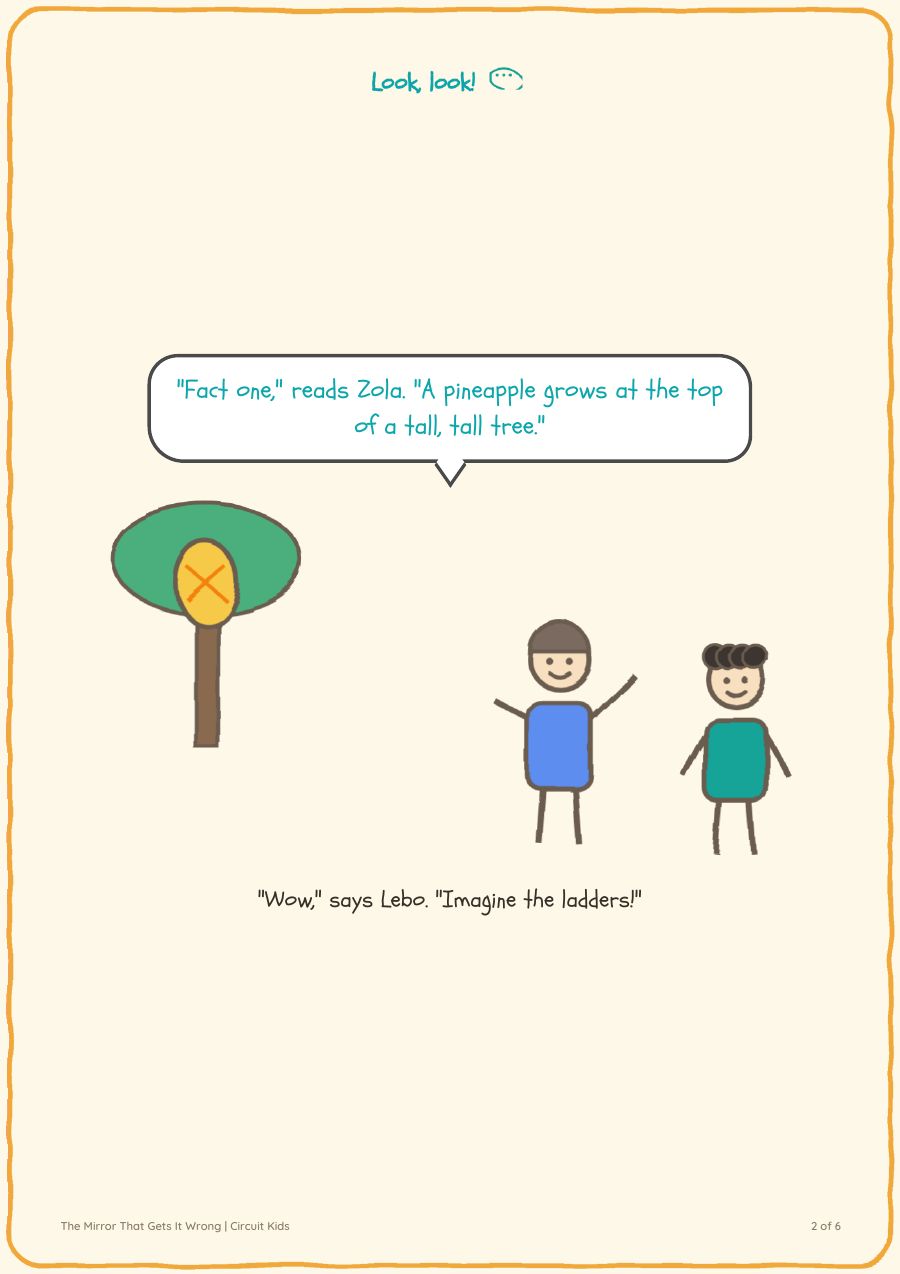 Look, look!
"Fact one," reads Zola. "A pineapple grows at the top
of a tall, tall tree."
"Wow," says Lebo. "Imagine the ladders!"
The Mirror That Gets It Wrong | Circuit Kids
2 of 6